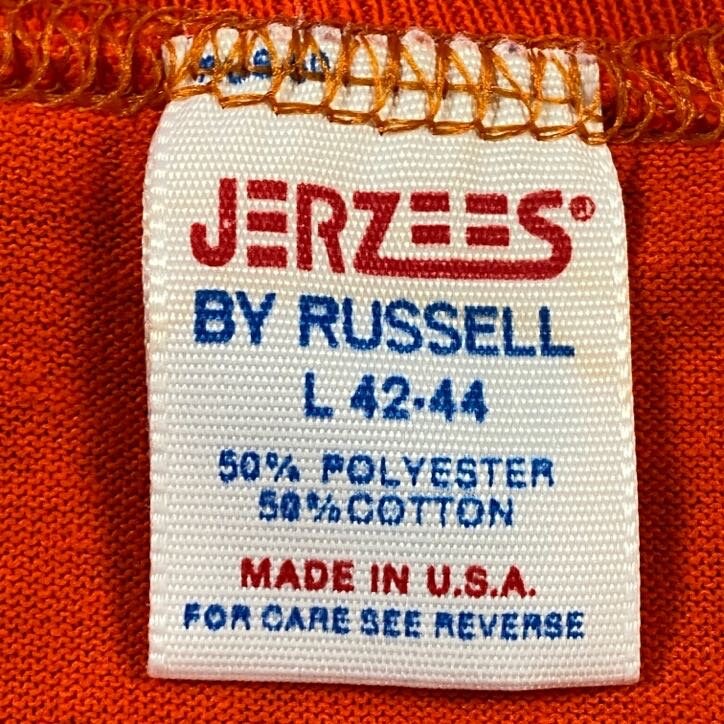 JERZEES®
BY RUSSELL
L 42-44
50% POLYESTER
50% COTTON
MADE IN U.S.A.
FOR CARE SEE REVERSE